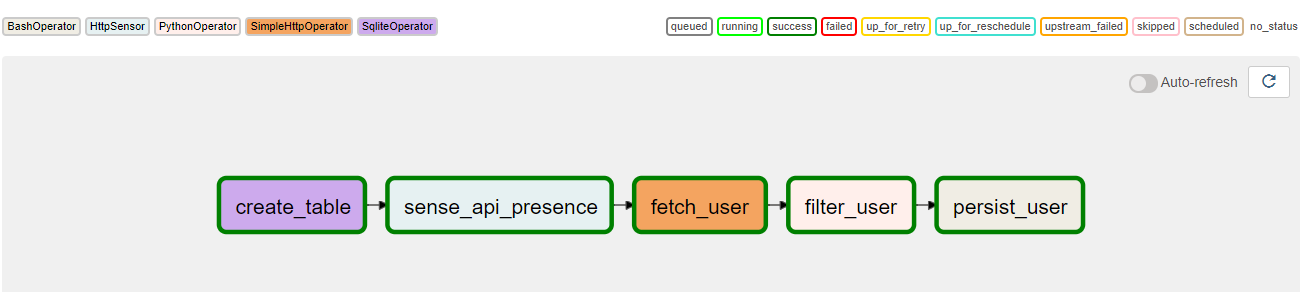 BashOperator HttpSensor PythonOperator SimpleHttpOperator SqliteOperator queued running success failed up_for_retry up_for_reschedule upstream_failed skipped scheduled no_status
Auto-refresh
create_table sense_api_presence fetch_user filter_user persist_user